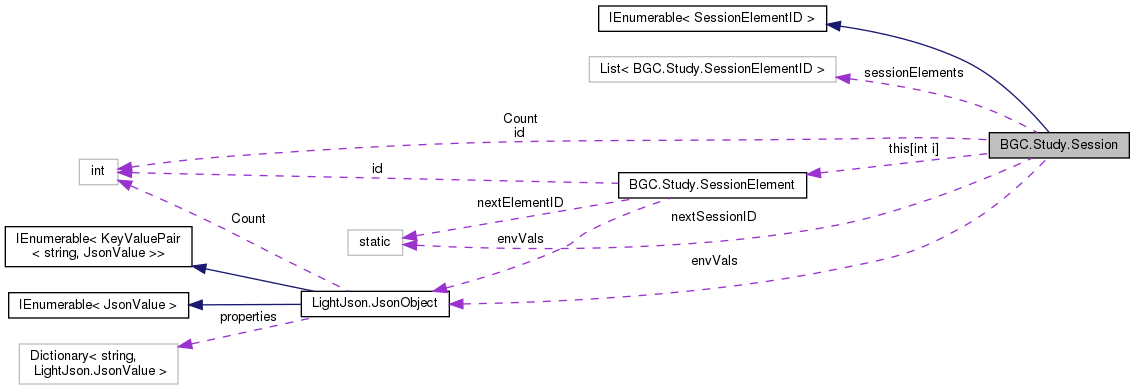 IEnumerable< SessionElementID >
List< BGC.Study.SessionElementID >
sessionElements
Count
id
BGC.Study.Session
this[int i]
int
id
BGC.Study.SessionElement
nextElementID
nextSessionID
Count
static
envVals
IEnumerable< KeyValuePair
< string, JsonValue >>
envVals
IEnumerable< JsonValue >
LightJson.JsonObject
properties
Dictionary< string,
LightJson.JsonValue >